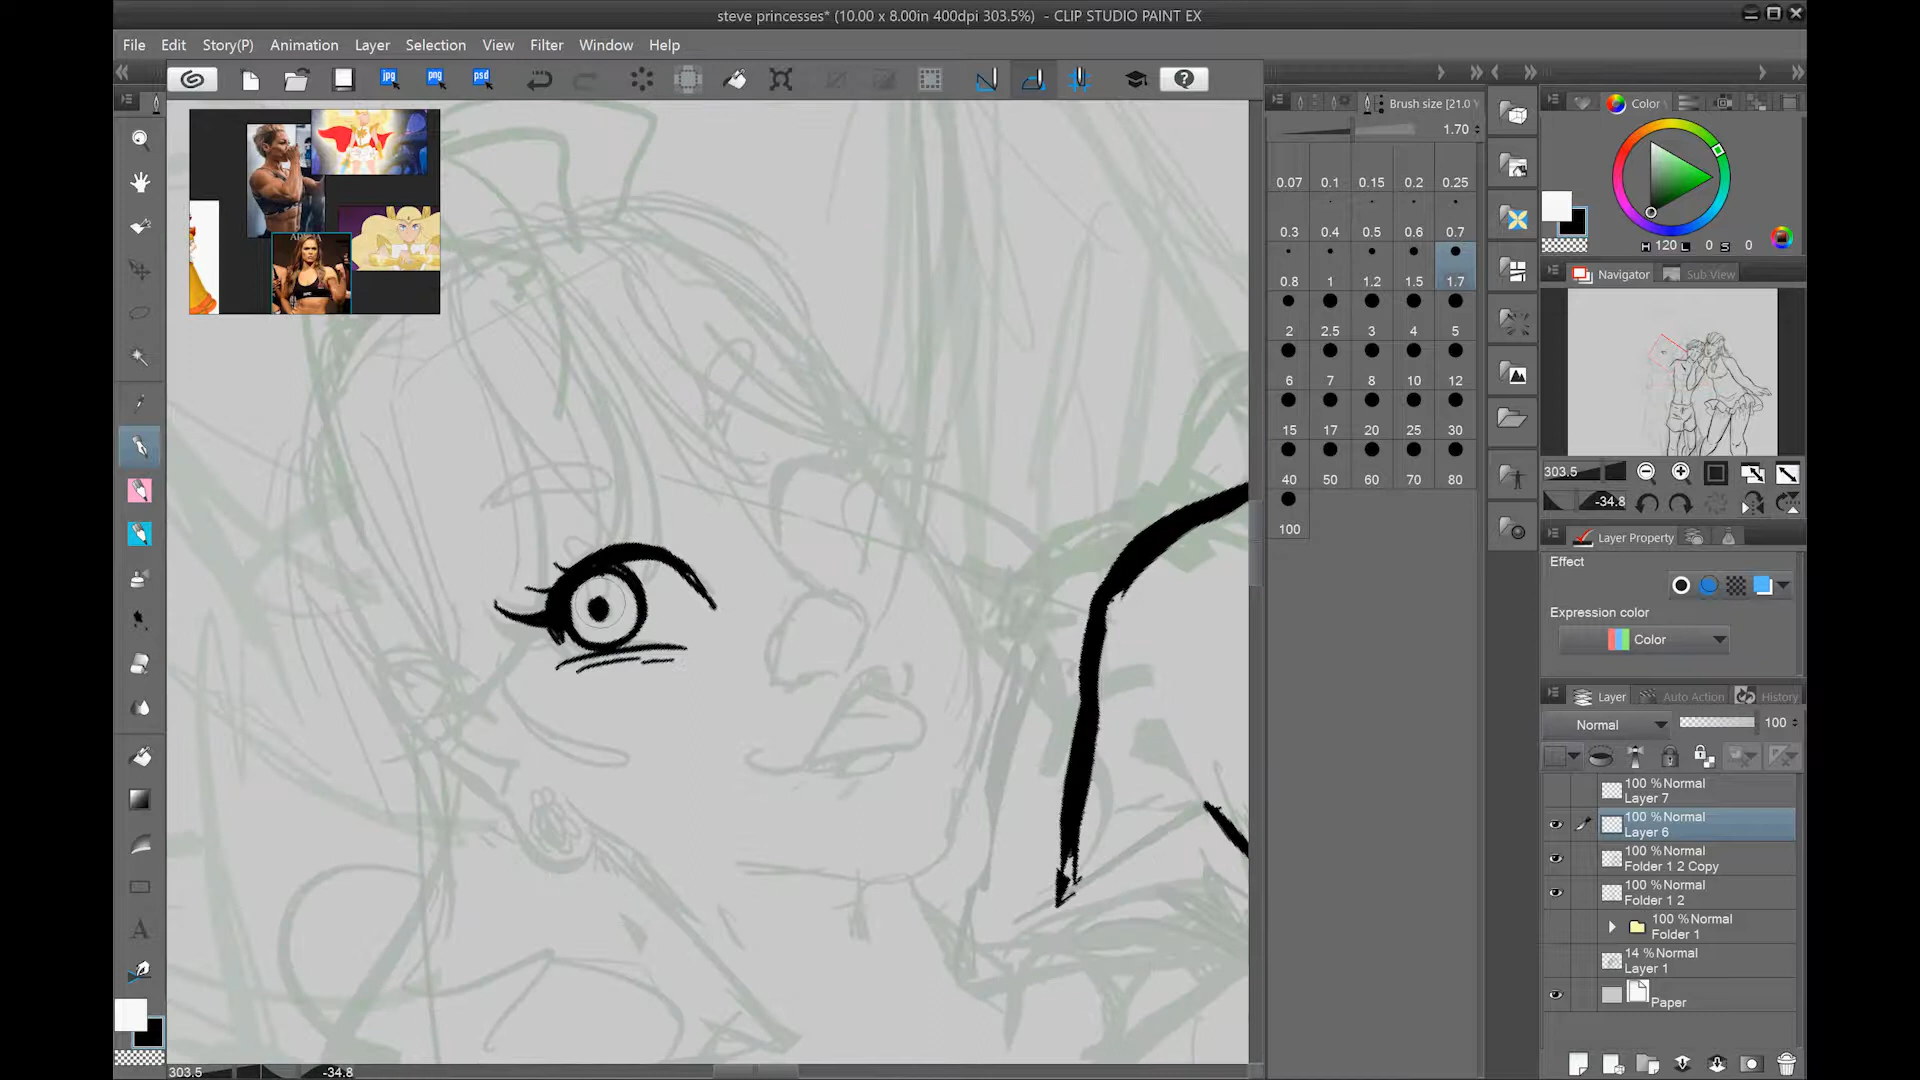 steve princesses* (10.00 x 8.00in 400dpi 303.5%) - CLIP STUDIO PAINT EX
File Edit Story(P) Animation Layer Selection View Filter Window Help
jpg png psd
Brush size [21.0
1.70
0.07 0.1 0.15 0.2 0.25
0.3 0.4 0.5 0.6 0.7
0.8 1 1.2 1.5 1.7
2 2.5 3 4 5
6 7 8 10 12
15 17 20 25 30
40 50 60 70 80
100
Color
H 120 L 0 S 0
Navigator Sub View
303.5
-34.8
Layer Property
Effect
Expression color
Color
Layer Auto Action History
Normal 100
100 %Normal
Layer 7
100 %Normal
Layer 6
100 %Normal
Folder 1 2 Copy
100 %Normal
Folder 1 2
100 %Normal
Folder 1
14 %Normal
Layer 1
Paper
A
303.5 -34.8